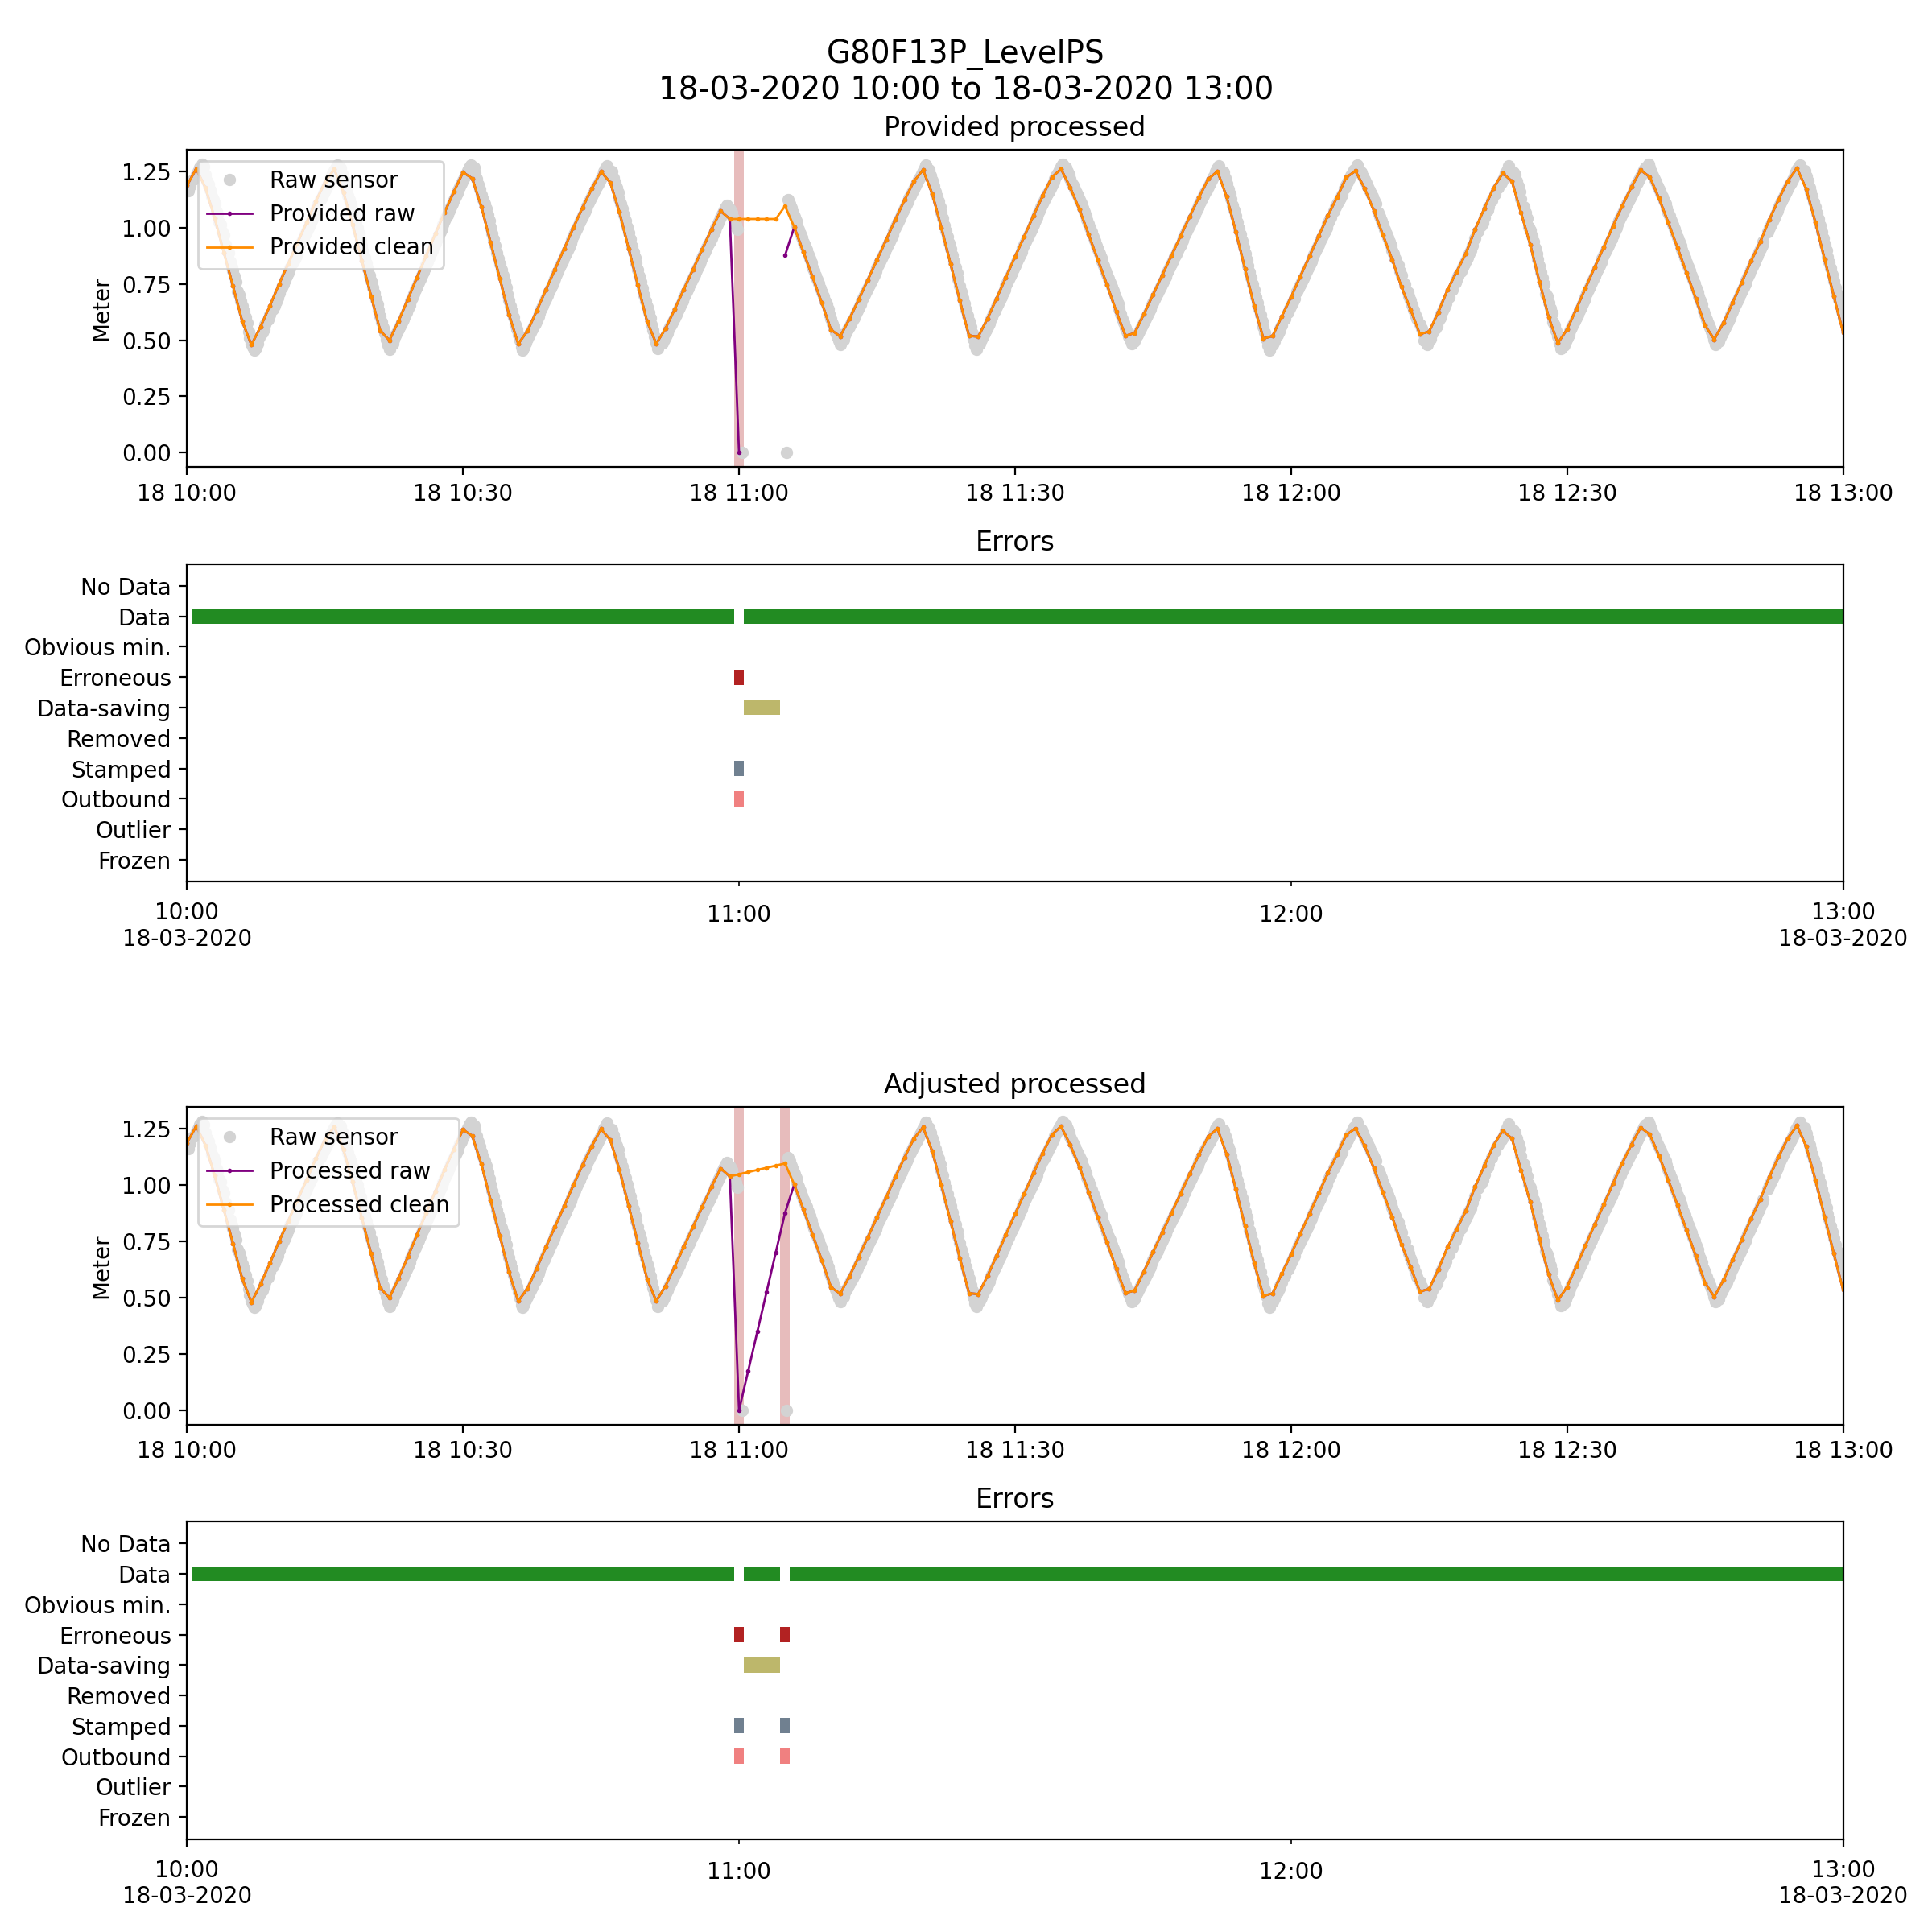 G80F13P_LevelPS
18-03-2020 10:00 to 18-03-2020 13:00
Provided processed
Raw sensor
Provided raw
Provided clean
Meter
1.25
1.00
0.75
0.50
0.25
0.00
18 10:00 18 10:30 18 11:00 18 11:30 18 12:00 18 12:30 18 13:00
Errors
No Data
Data
Obvious min.
Erroneous
Data-saving
Removed
Stamped
Outbound
Outlier
Frozen
10:00 11:00 12:00 13:00
18-03-2020 18-03-2020
Adjusted processed
Raw sensor
Processed raw
Processed clean
Meter
1.25
1.00
0.75
0.50
0.25
0.00
18 10:00 18 10:30 18 11:00 18 11:30 18 12:00 18 12:30 18 13:00
Errors
No Data
Data
Obvious min.
Erroneous
Data-saving
Removed
Stamped
Outbound
Outlier
Frozen
10:00 11:00 12:00 13:00
18-03-2020 18-03-2020